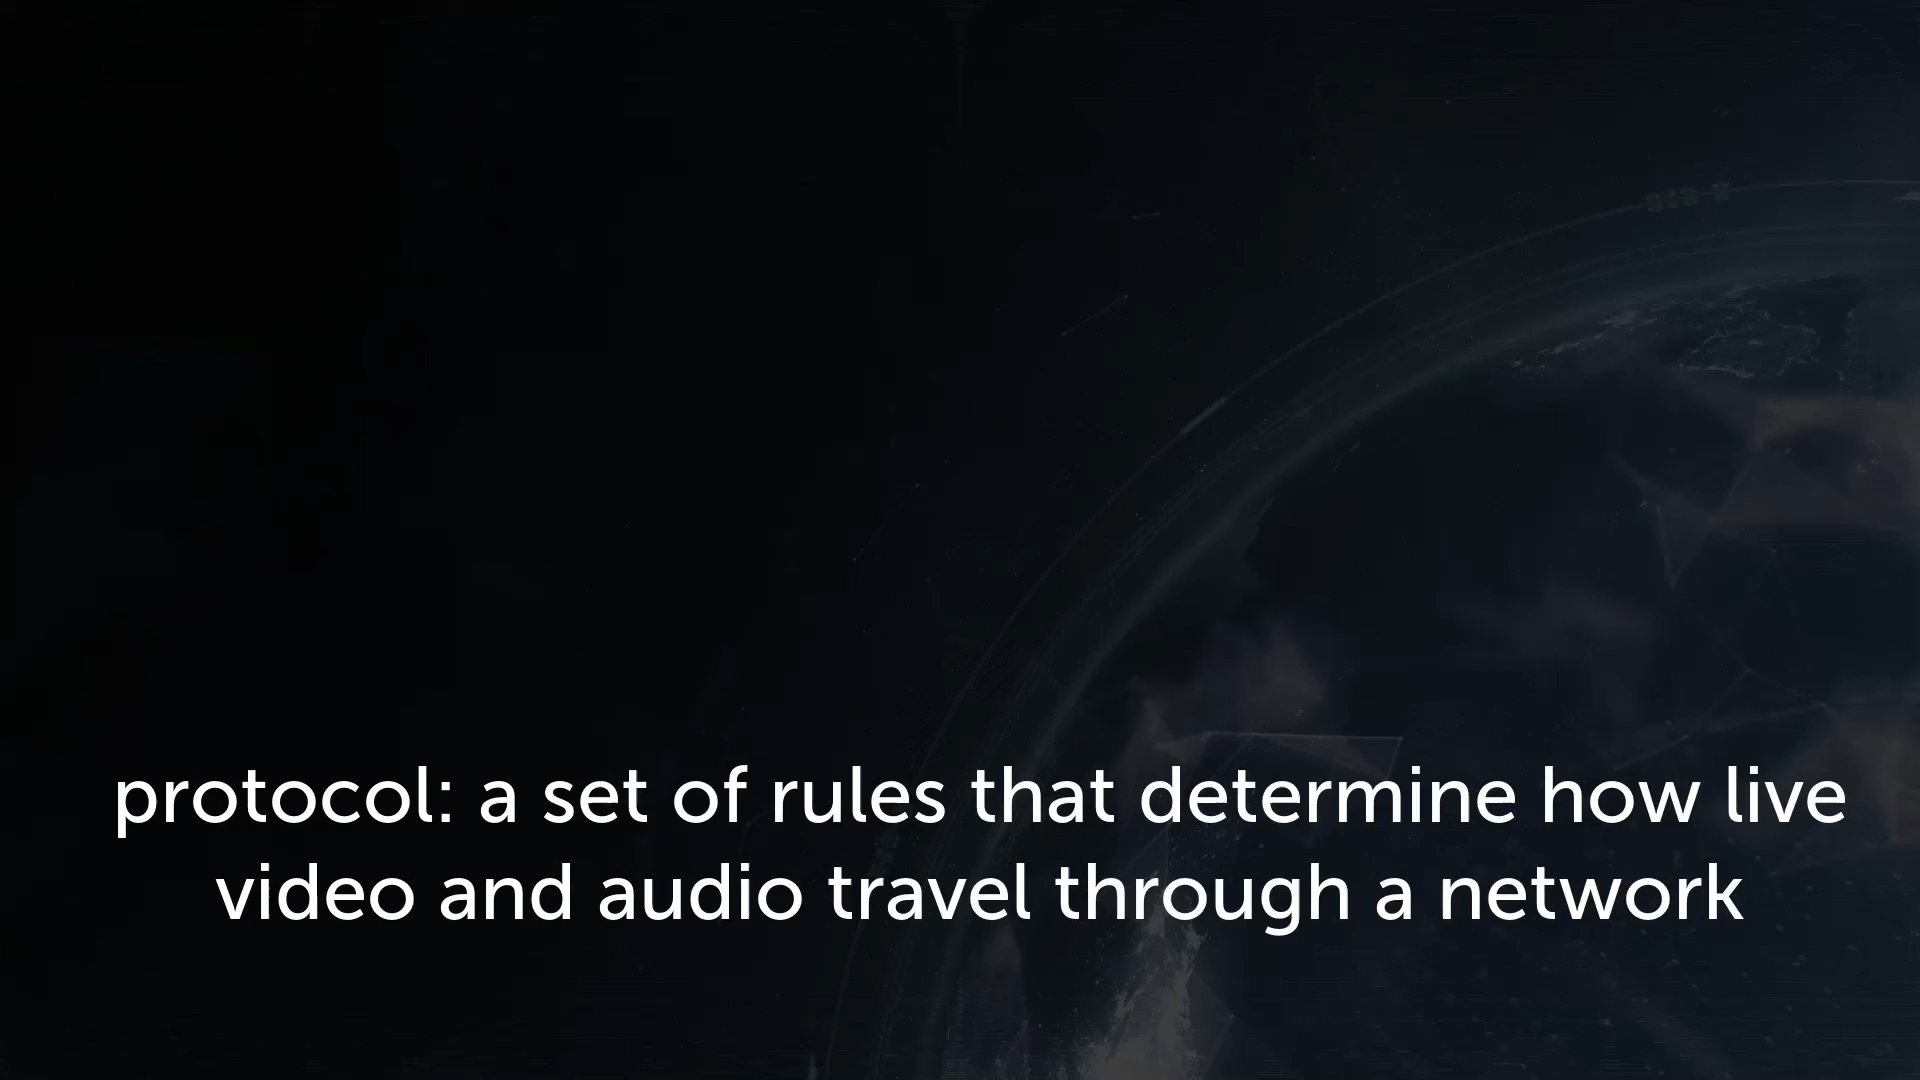 protocol: a set of rules that determine how live
video and audio travel through a network